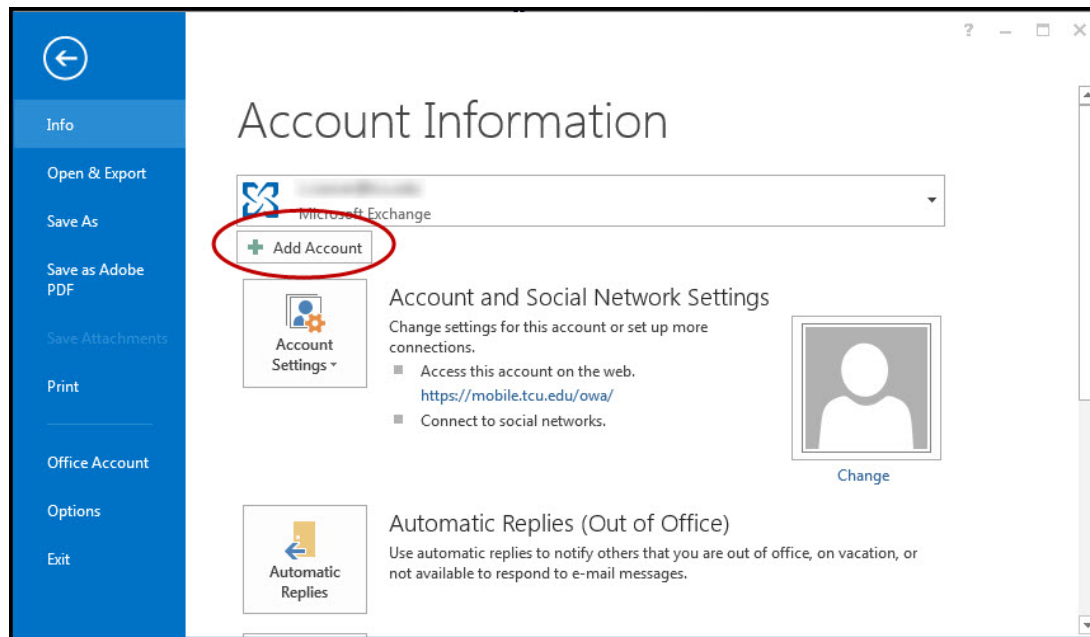 ?
Info
Open & Export
Save As
Save as Adobe
PDF
Save Attachments
Print
Office Account
Options
Exit
Account Information
Microsoft Exchange
Add Account
Account
Settings
Account and Social Network Settings
Change settings for this account or set up more
connections.
Access this account on the web.
https://mobile.tcu.edu/owa/
Connect to social networks.
Change
Automatic
Replies
Automatic Replies (Out of Office)
Use automatic replies to notify others that you are out of office, on vacation, or
not available to respond to e-mail messages.